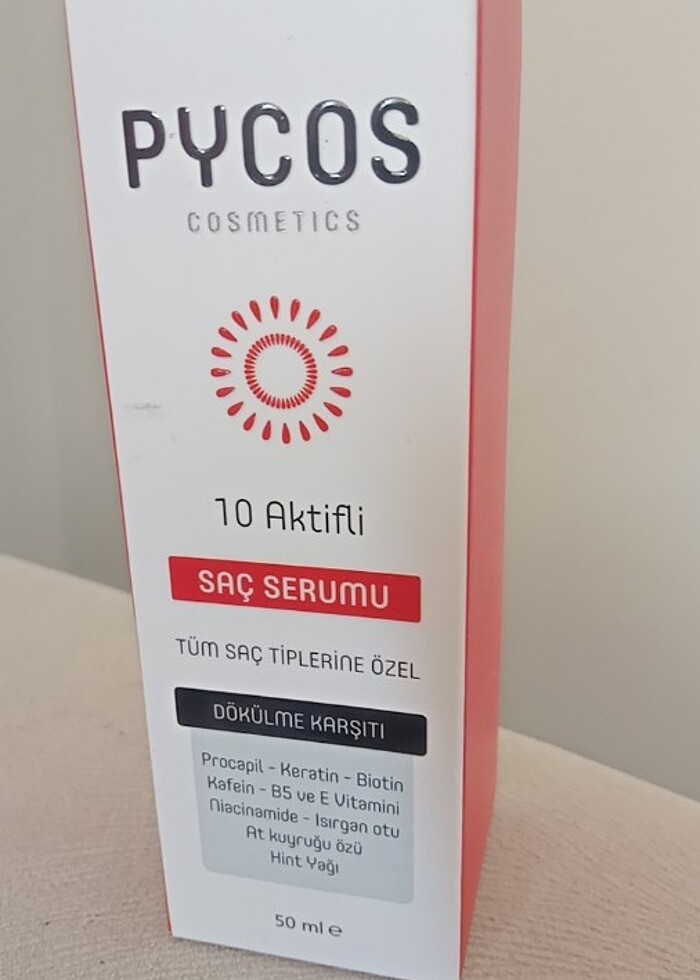 PYCOS
COSMETICS
10 Aktifli
SAÇ SERUMU
TÜM SAÇ TİPLERİNE ÖZEL
DÖKÜLME KARŞITI
Procapil - Keratin - Biotin
Kafein - B5 ve E Vitamini
Niacinamide - Isırgan otu
At kuyruğu özü
Hint Yağı
50 ml e